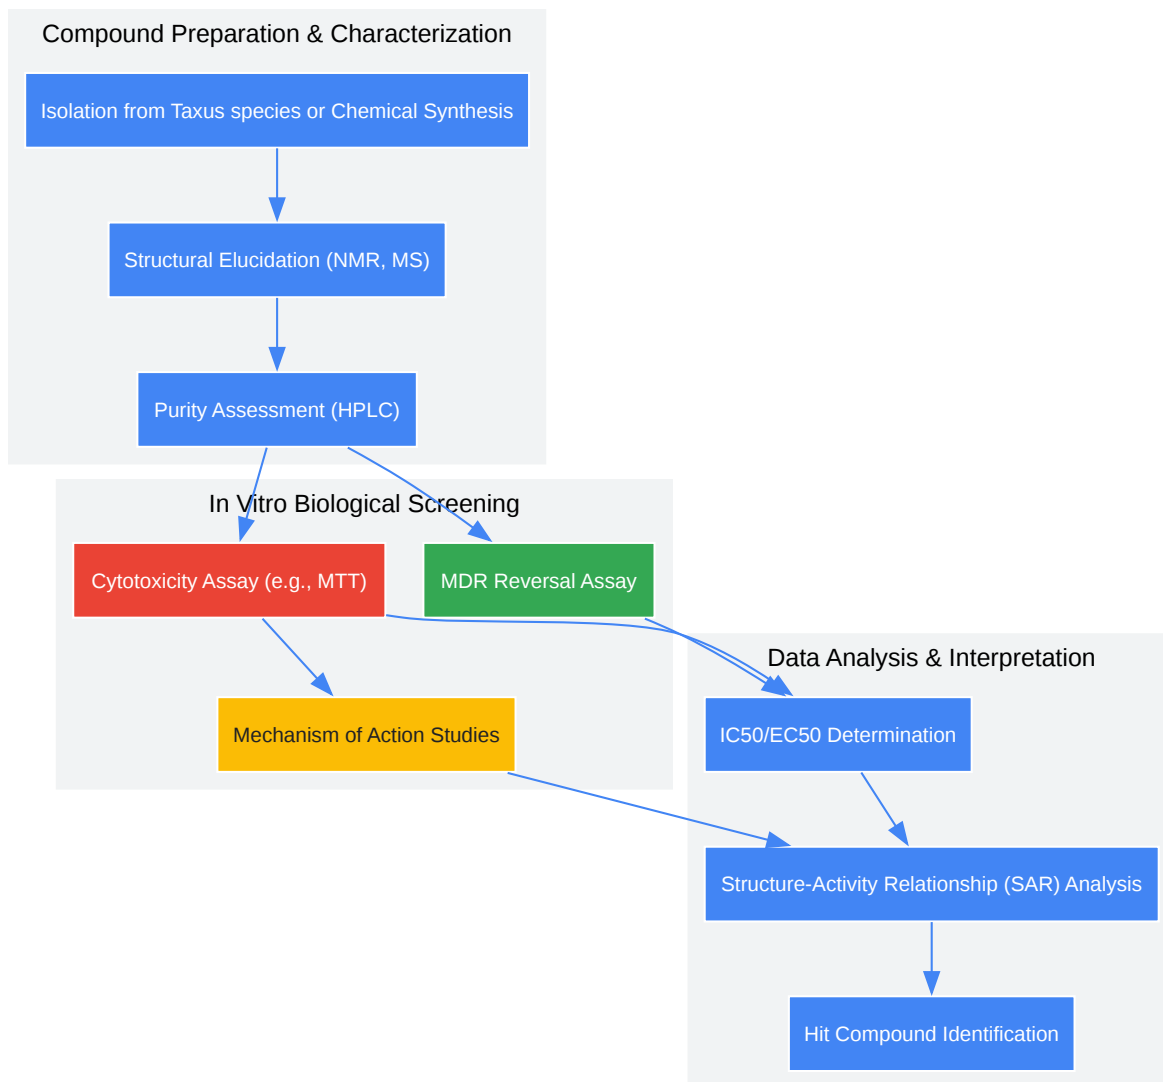 Compound Preparation & Characterization
Isolation from Taxus species or Chemical Synthesis
Structural Elucidation (NMR, MS)
Purity Assessment (HPLC)
In Vitro Biological Screening
Cytotoxicity Assay (e.g., MTT)
MDR Reversal Assay
Mechanism of Action Studies
Data Analysis & Interpretation
IC50/EC50 Determination
Structure-Activity Relationship (SAR) Analysis
Hit Compound Identification